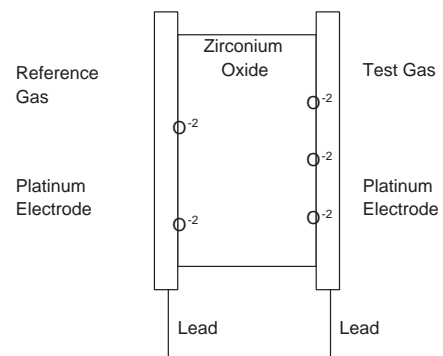 Zirconium
Oxide
Reference
Gas
Test Gas
O-2
O-2
O-2
O-2
O-2
Platinum
Electrode
Platinum
Electrode
Lead
Lead